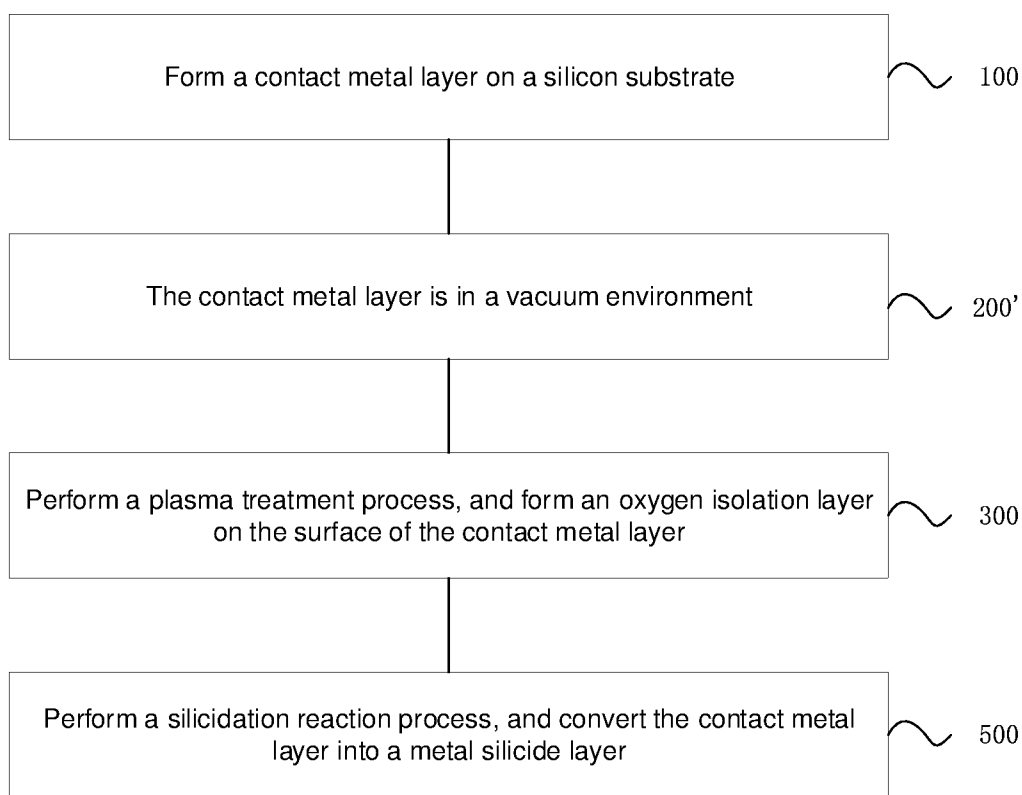 Form a contact metal layer on a silicon substrate
100
The contact metal layer is in a vacuum environment
200'
Perform a plasma treatment process, and form an oxygen isolation layer
on the surface of the contact metal layer
300
Perform a silicidation reaction process, and convert the contact metal
layer into a metal silicide layer
500